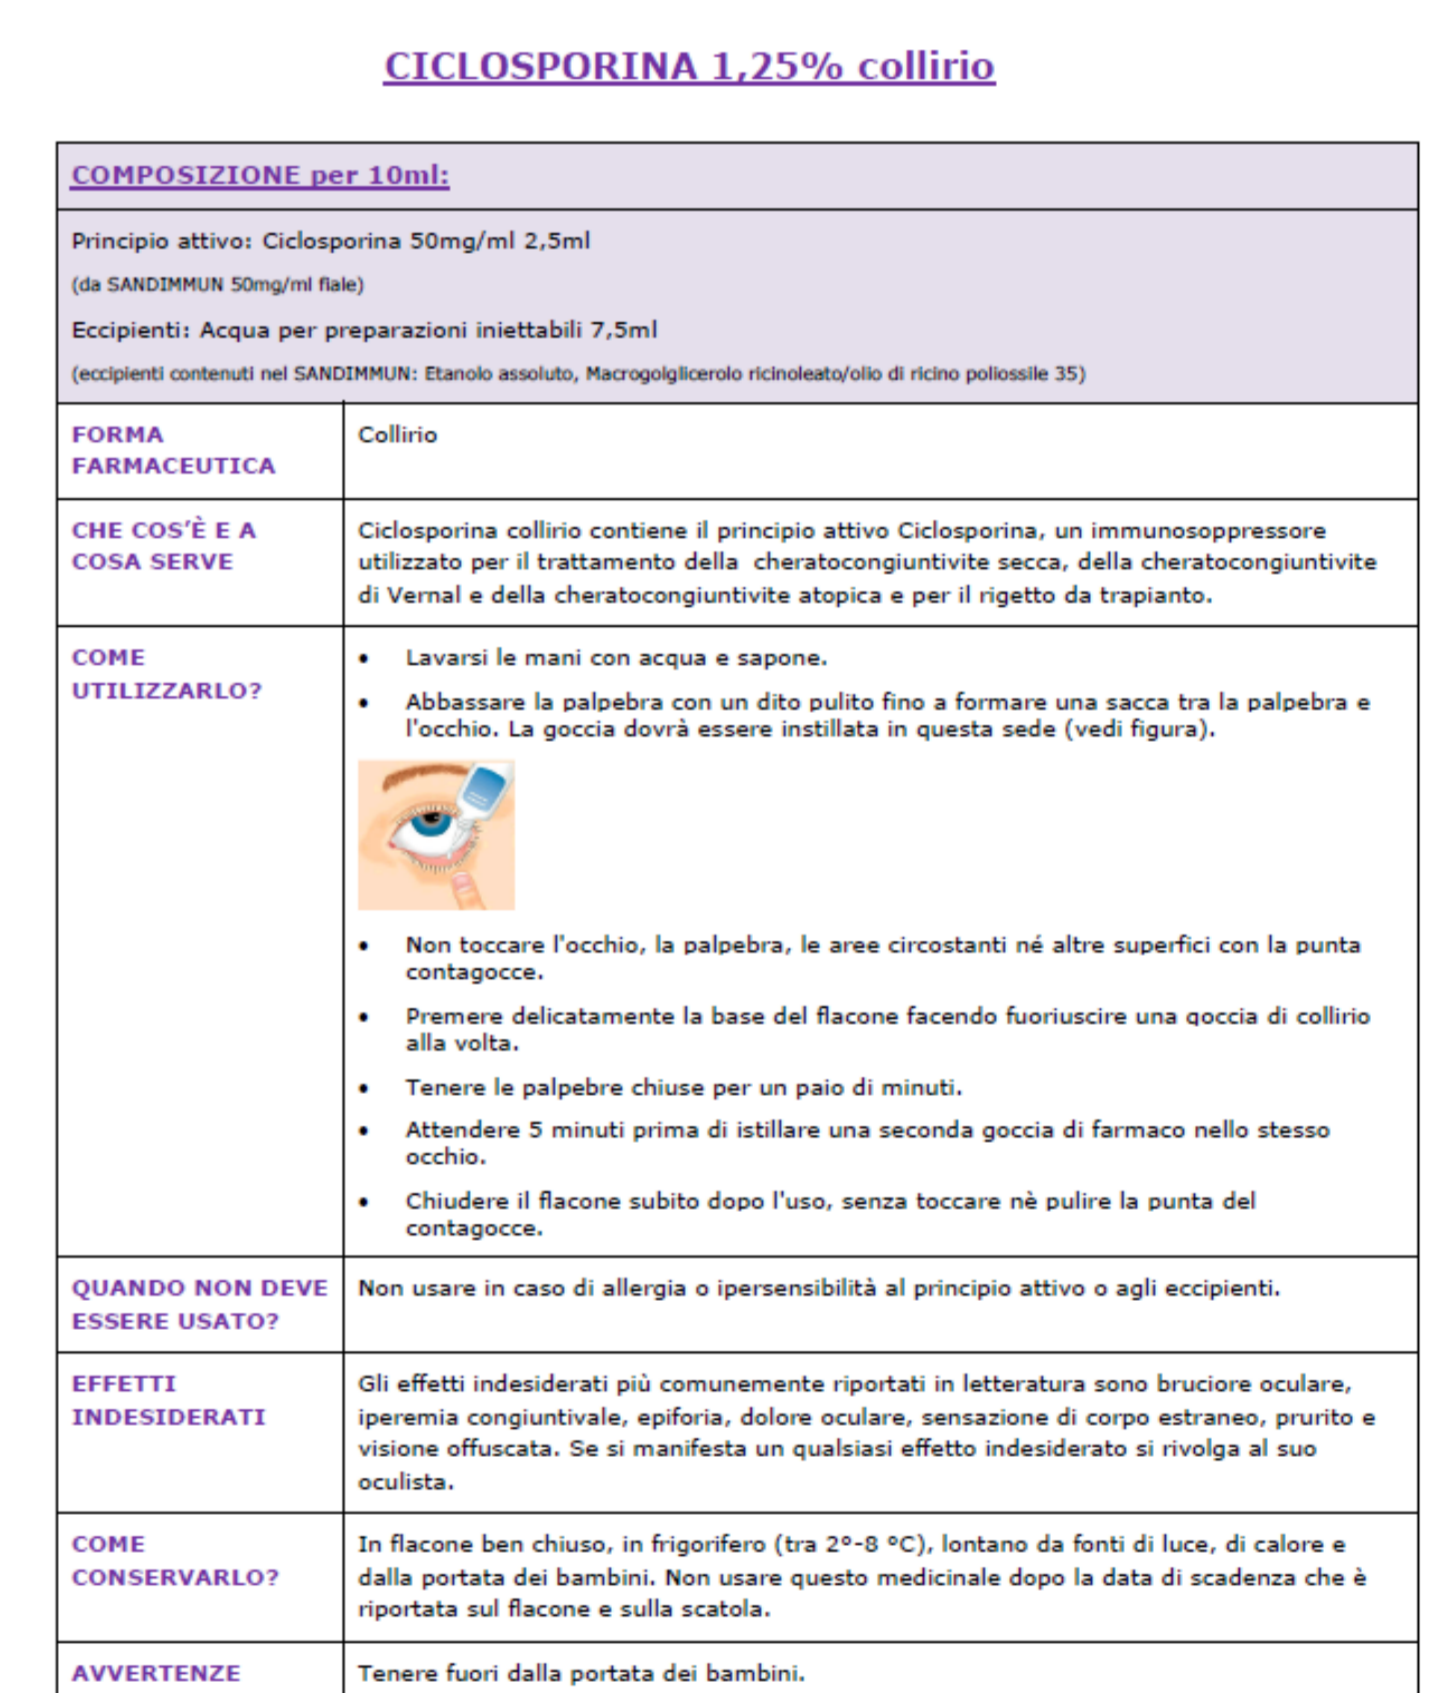 CICLOSPORINA 1,25% collirio
COMPOSIZIONE per 10ml:
Principio attivo: Ciclosporina 50mg/ml 2,5ml
(da SANDIMMUN 50mg/ml fiale)
Eccipienti: Acqua per preparazioni iniettabili 7,5ml
(eccipienti contenuti nel SANDIMMUN: Etanolo assoluto, Macrogolglicerolo ricinoleato/olio di ricino poliossile 35)
FORMA
FARMACEUTICA
Collirio
CHE COS'È E A
COSA SERVE
Ciclosporina collirio contiene il principio attivo Ciclosporina, un immunosoppressore
utilizzato per il trattamento della cheratocongiuntivite secca, della cheratocongiuntivite
di Vernal e della cheratocongiuntivite atopica e per il rigetto da trapianto.
COME
UTILIZZARLO?
• Lavarsi le mani con acqua e sapone.
• Abbassare la palpebra con un dito pulito fino a formare una sacca tra la palpebra e
l'occhio. La goccia dovrà essere instillata in questa sede (vedi figura).
• Non toccare l'occhio, la palpebra, le aree circostanti né altre superfici con la punta
contagocce.
• Premere delicatamente la base del flacone facendo fuoriuscire una goccia di collirio
alla volta.
• Tenere le palpebre chiuse per un paio di minuti.
• Attendere 5 minuti prima di istillare una seconda goccia di farmaco nello stesso
occhio.
• Chiudere il flacone subito dopo l'uso, senza toccare nè pulire la punta del
contagocce.
QUANDO NON DEVE
ESSERE USATO?
Non usare in caso di allergia o ipersensibilità al principio attivo o agli eccipienti.
EFFETTI
INDESIDERATI
Gli effetti indesiderati più comunemente riportati in letteratura sono bruciore oculare,
iperemia congiuntivale, epiforia, dolore oculare, sensazione di corpo estraneo, prurito e
visione offuscata. Se si manifesta un qualsiasi effetto indesiderato si rivolga al suo
oculista.
COME
CONSERVARLO?
In flacone ben chiuso, in frigorifero (tra 2°-8 °C), lontano da fonti di luce, di calore e
dalla portata dei bambini. Non usare questo medicinale dopo la data di scadenza che è
riportata sul flacone e sulla scatola.
AVVERTENZE
Tenere fuori dalla portata dei bambini.